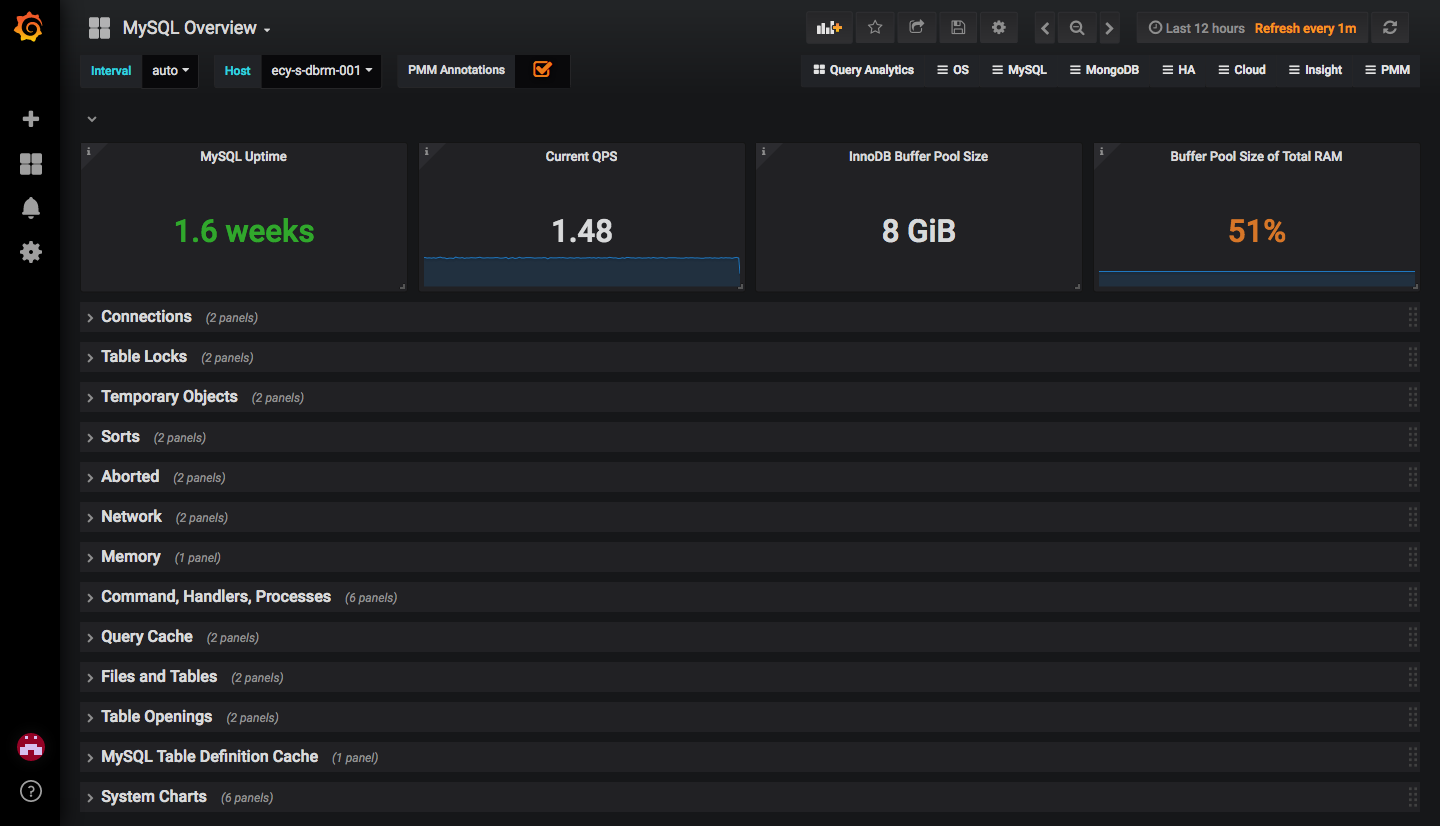 MySQL Overview
Last 12 hours Refresh every 1m
Interval auto Host ecy-s-dbrm-001 PMM Annotations
Query Analytics OS MySQL MongoDB HA Cloud Insight PMM
MySQL Uptime
1.6 weeks
Current QPS
1.48
InnoDB Buffer Pool Size
8 GiB
Buffer Pool Size of Total RAM
51%
Connections (2 panels)
Table Locks (2 panels)
Temporary Objects (2 panels)
Sorts (2 panels)
Aborted (2 panels)
Network (2 panels)
Memory (1 panel)
Command, Handlers, Processes (6 panels)
Query Cache (2 panels)
Files and Tables (2 panels)
Table Openings (2 panels)
MySQL Table Definition Cache (1 panel)
System Charts (6 panels)